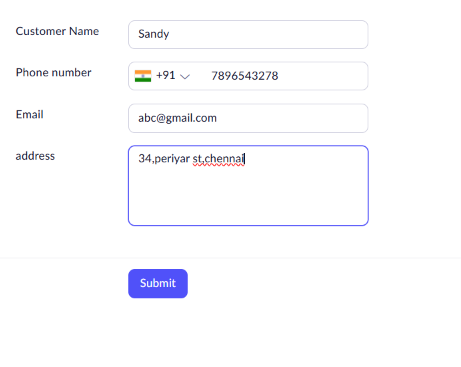 Customer Name Sandy
Phone number +91 7896543278
Email abc@gmail.com
address 34,periyar st,chennai
Submit